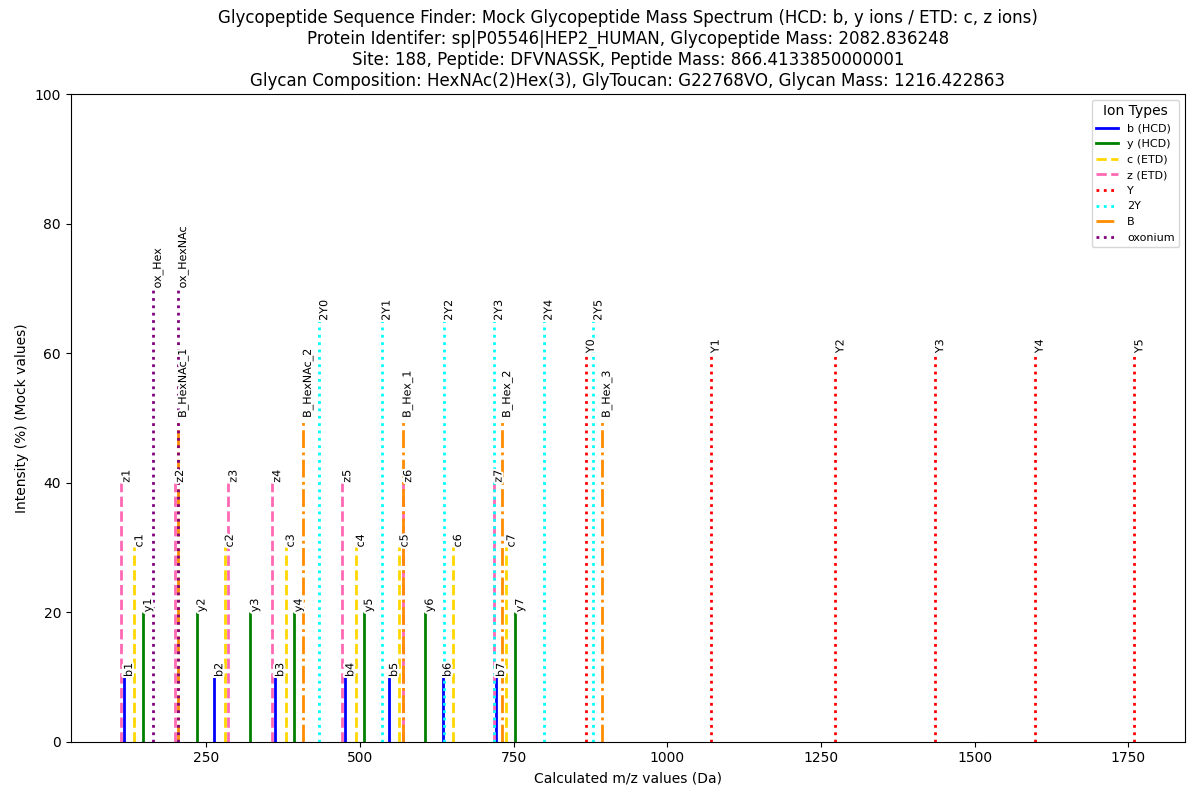 Glycopeptide Sequence Finder: Mock Glycopeptide Mass Spectrum (HCD: b, y ions / ETD: c, z ions)
Protein Identifer: sp|P05546|HEP2_HUMAN, Glycopeptide Mass: 2082.836248
Site: 188, Peptide: DFVNASSK, Peptide Mass: 866.4133850000001
Glycan Composition: HexNAc(2)Hex(3), GlyToucan: G22768VO, Glycan Mass: 1216.422863
Intensity (%) (Mock values)
100
80
60
40
20
0
Ion Types
b (HCD)
y (HCD)
c (ETD)
z (ETD)
Y
2Y
B
oxonium
ox_Hex
ox_HexNAc
2Y0
2Y1
2Y2
2Y3
2Y4
2Y5
Y0
Y1
Y2
Y3
Y4
Y5
B_HexNAc_1
B_HexNAc_2
B_Hex_1
B_Hex_2
B_Hex_3
z1
z2
z3
z4
z5
z6
z7
c1
c2
c3
c4
c5
c6
c7
y1
y2
y3
y4
y5
y6
y7
b1
b2
b3
b4
b5
b6
b7
250
500
750
1000
1250
1500
1750
Calculated m/z values (Da)